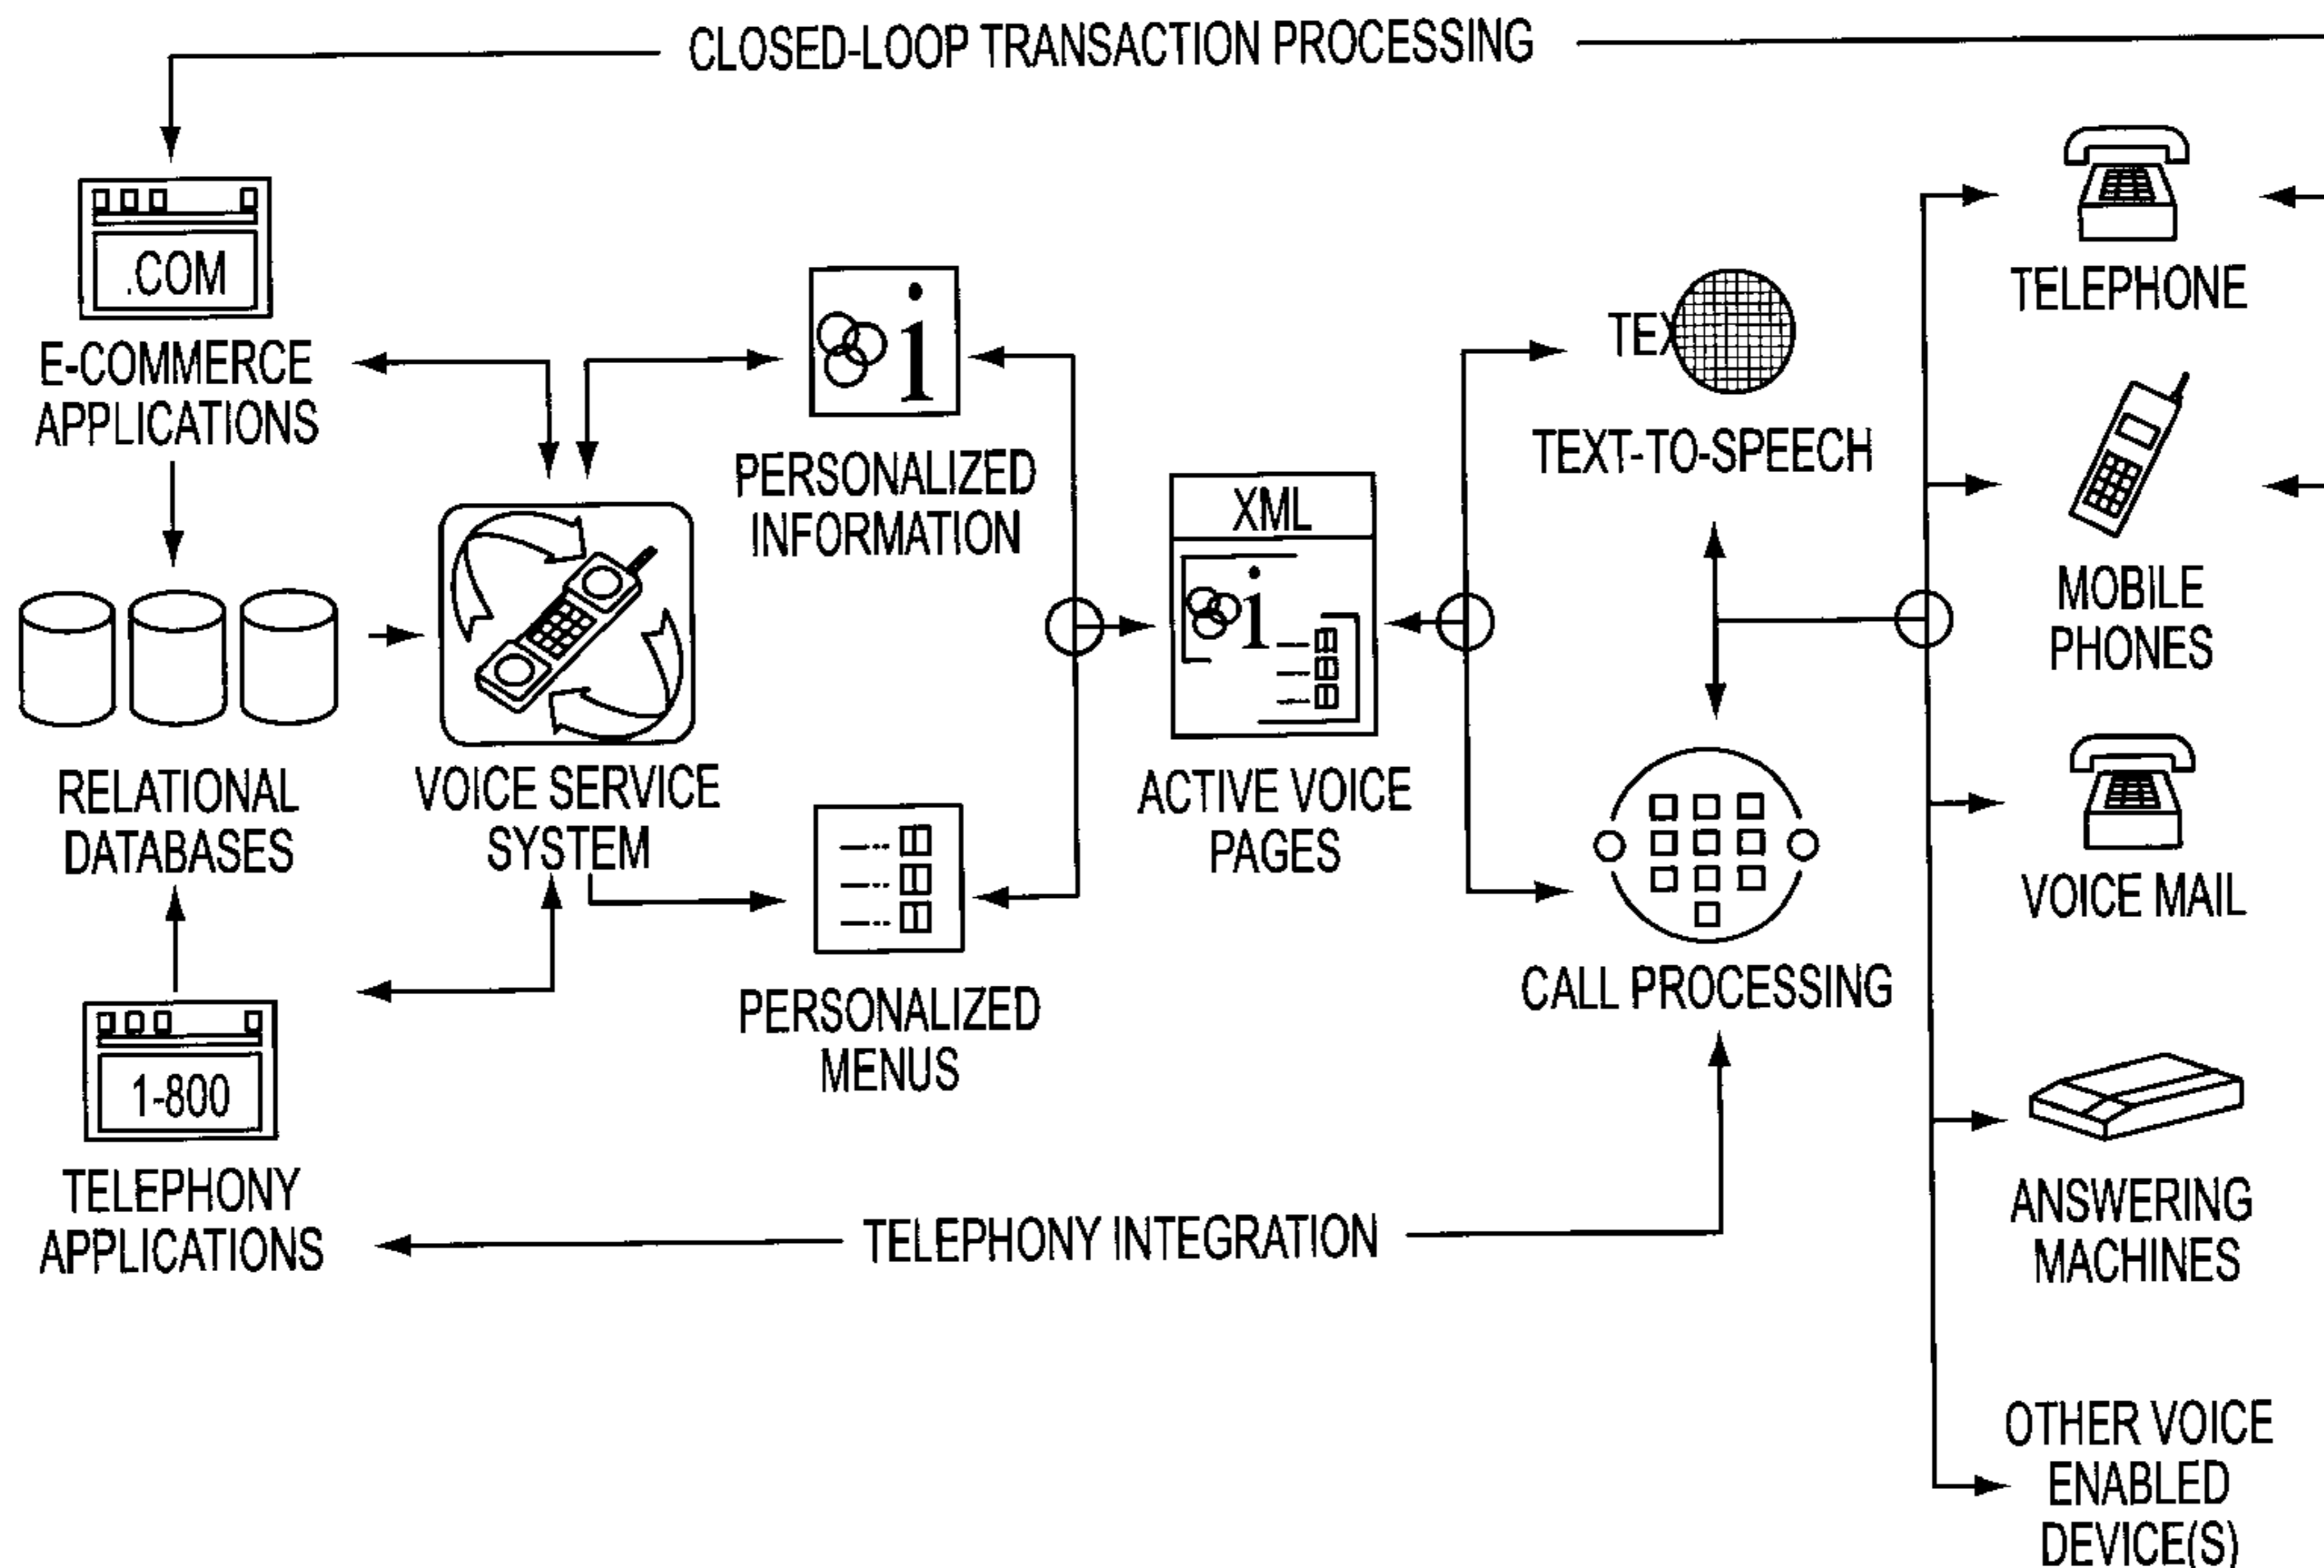 CLOSED-LOOP TRANSACTION PROCESSING
.COM
E-COMMERCE
APPLICATIONS
RELATIONAL
DATABASES
1-800
TELEPHONY
APPLICATIONS
VOICE SERVICE
SYSTEM
i
PERSONALIZED
INFORMATION
PERSONALIZED
MENUS
XML
i
ACTIVE VOICE
PAGES
TEX
TEXT-TO-SPEECH
CALL PROCESSING
TELEPHONY INTEGRATION
TELEPHONE
MOBILE
PHONES
VOICE MAIL
ANSWERING
MACHINES
OTHER VOICE
ENABLED
DEVICE(S)